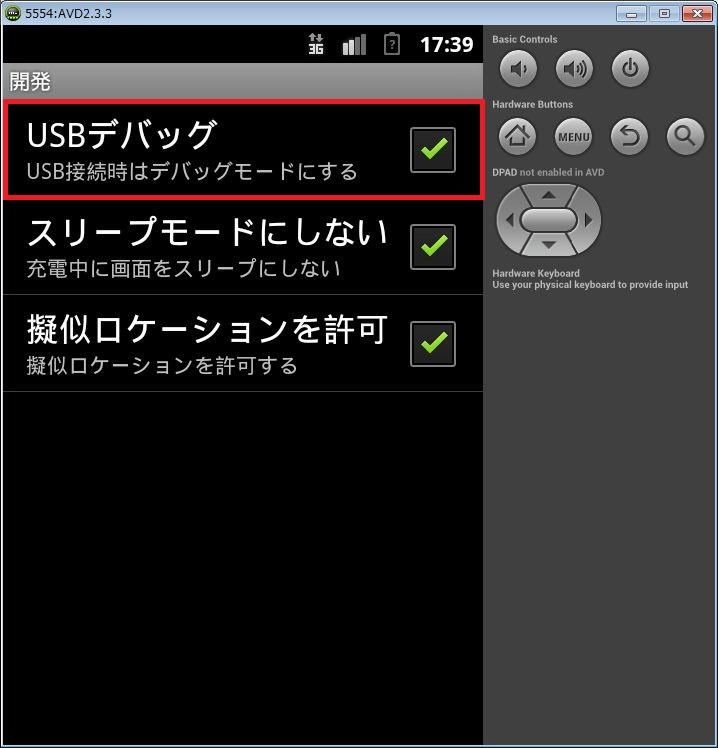 5554:AVD2.3.3
3G
17:39
開発
USBデバッグ
USB接続時はデバッグモードにする
スリープモードにしない
充電中に画面をスリープにしない
擬似ロケーションを許可
擬似ロケーションを許可する
Basic Controls
Hardware Buttons
MENU
DPAD not enabled in AVD
Hardware Keyboard
Use your physical keyboard to provide input